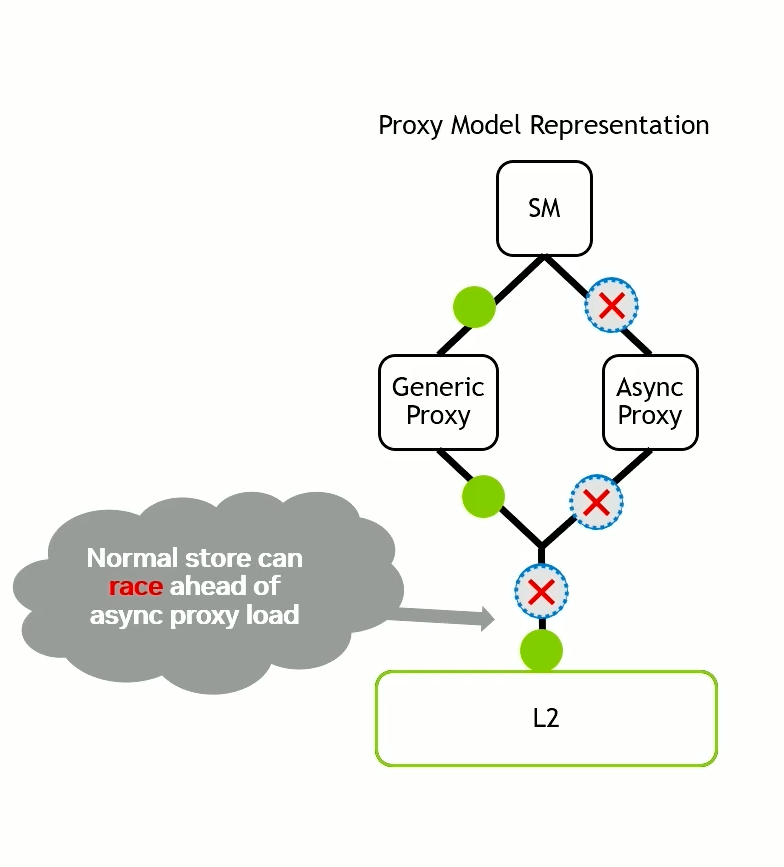 Proxy Model Representation
SM
Generic
Proxy
Async
Proxy
Normal store can
race ahead of
async proxy load
L2